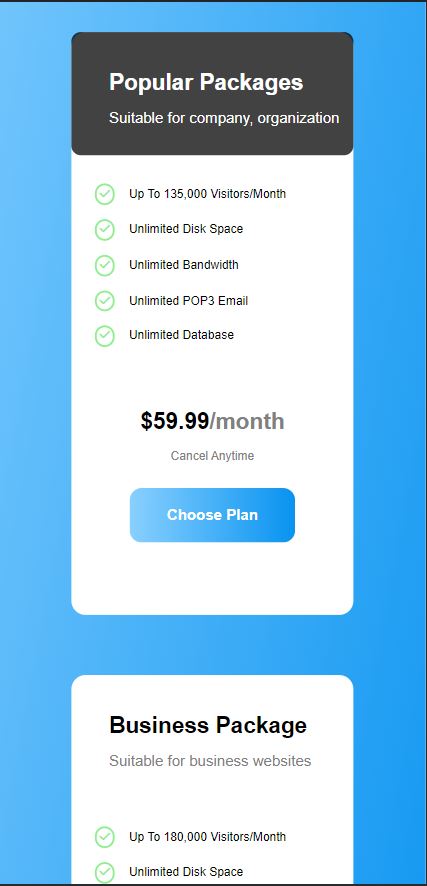 Popular Packages
Suitable for company, organization
Up To 135,000 Visitors/Month
Unlimited Disk Space
Unlimited Bandwidth
Unlimited POP3 Email
Unlimited Database
$59.99/month
Cancel Anytime
Choose Plan
Business Package
Suitable for business websites
Up To 180,000 Visitors/Month
Unlimited Disk Space